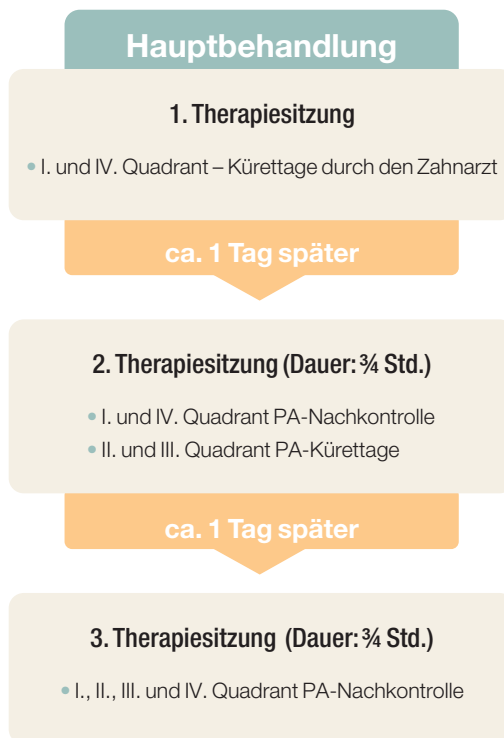 Hauptbehandlung
1. Therapiesitzung
• I. und IV. Quadrant – Kürettage durch den Zahnarzt
ca. 1 Tag später
2. Therapiesitzung (Dauer: ¾ Std.)
• I. und IV. Quadrant PA-Nachkontrolle
• II. und III. Quadrant PA-Kürettage
ca. 1 Tag später
3. Therapiesitzung (Dauer: ¾ Std.)
• I., II., III. und IV. Quadrant PA-Nachkontrolle